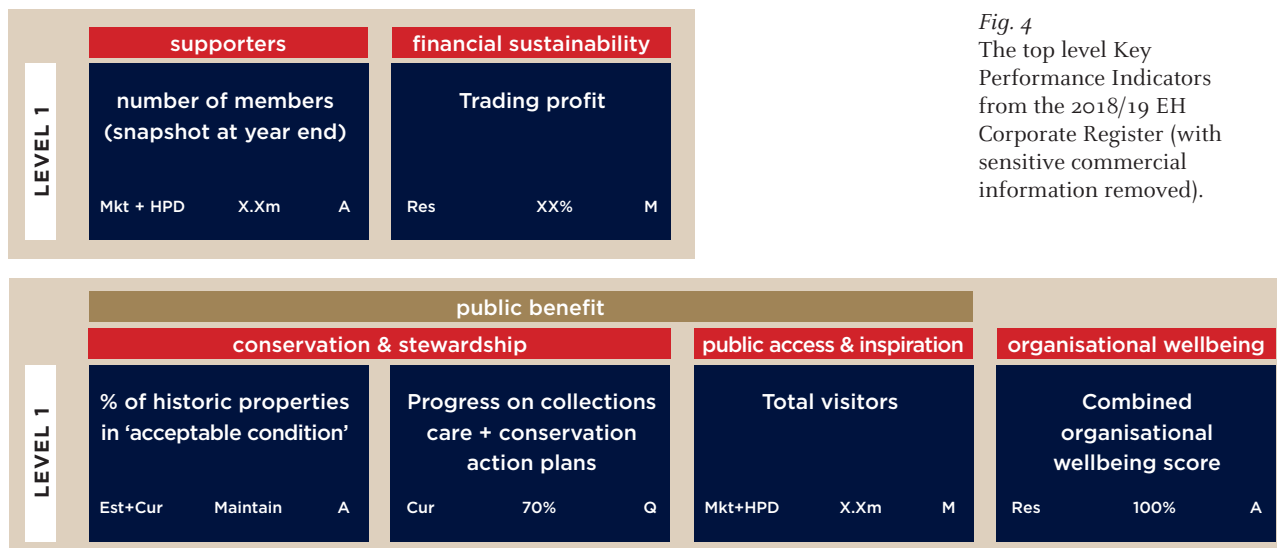 supporters
financial sustainability
LEVEL 1
number of members
(snapshot at year end)
Mkt + HPD X.Xm A
Trading profit
Res XX% M
Fig. 4
The top level Key
Performance Indicators
from the 2018/19 EH
Corporate Register (with
sensitive commercial
information removed).
public benefit
conservation & stewardship
public access & inspiration
organisational wellbeing
LEVEL 1
% of historic properties
in ‘acceptable condition’
Est+Cur Maintain A
Progress on collections
care + conservation
action plans
Cur 70% Q
Total visitors
Mkt+HPD X.Xm M
Combined
organisational
wellbeing score
Res 100% A